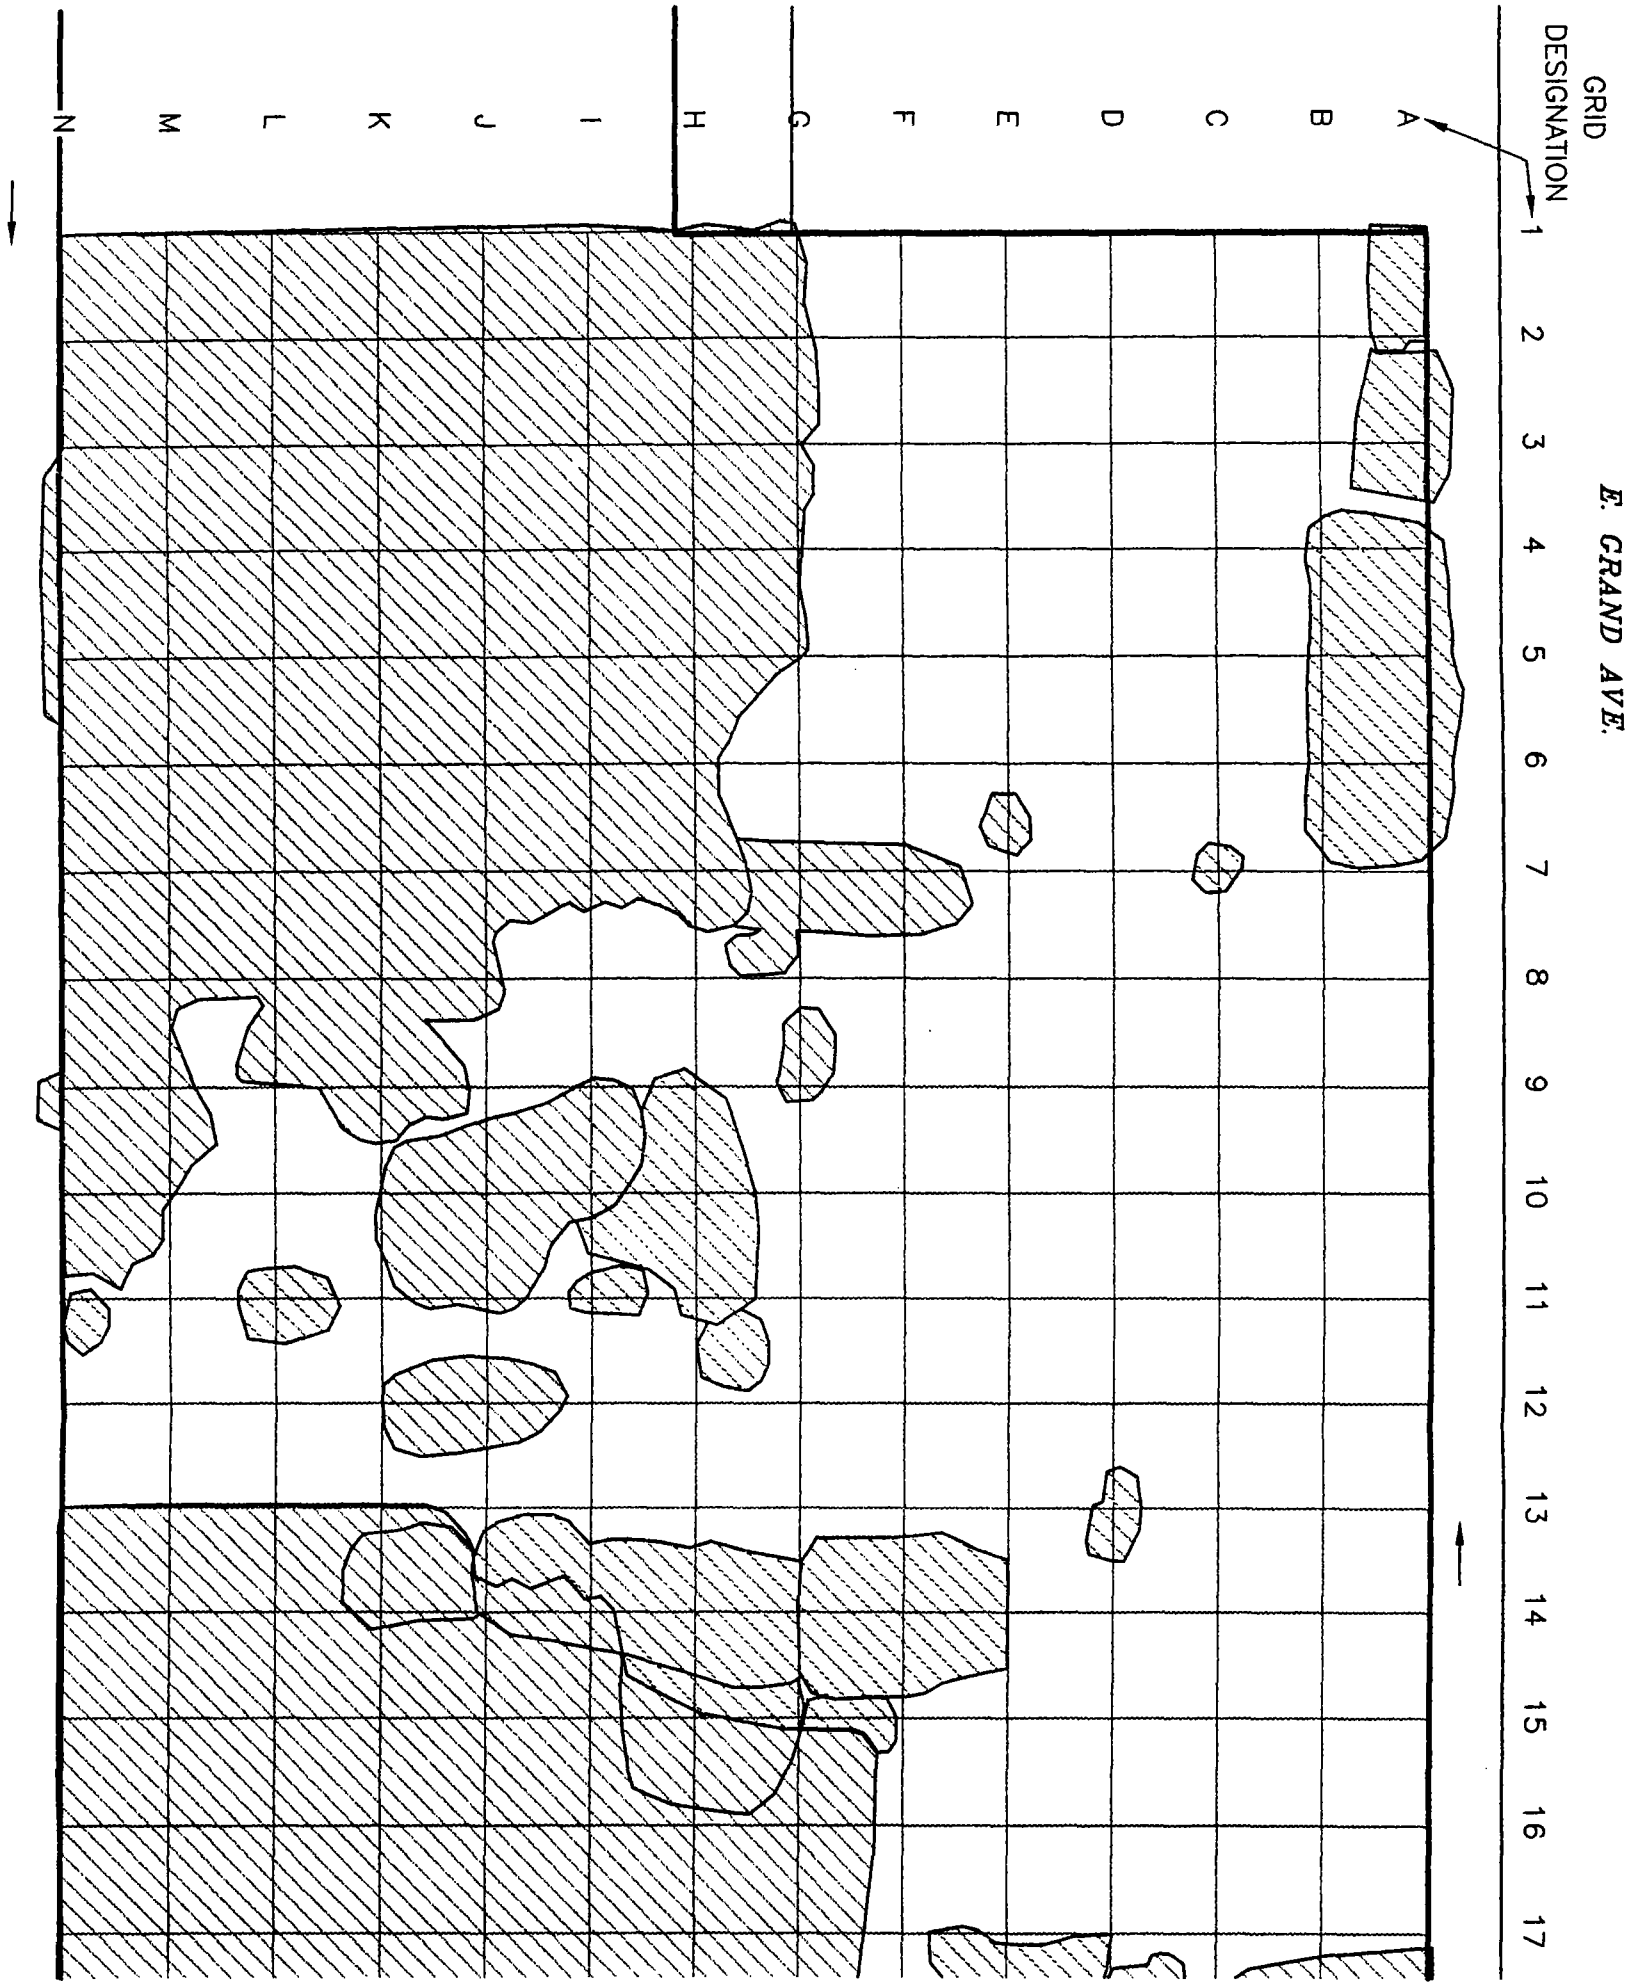 GRID
DESIGNATION
E. GRAND AVE.
1 2 3 4 5 6 7 8 9 10 11 12 13 14 15 16 17
A
B
C
D
E
F
G
H
I
J
K
L
M
N